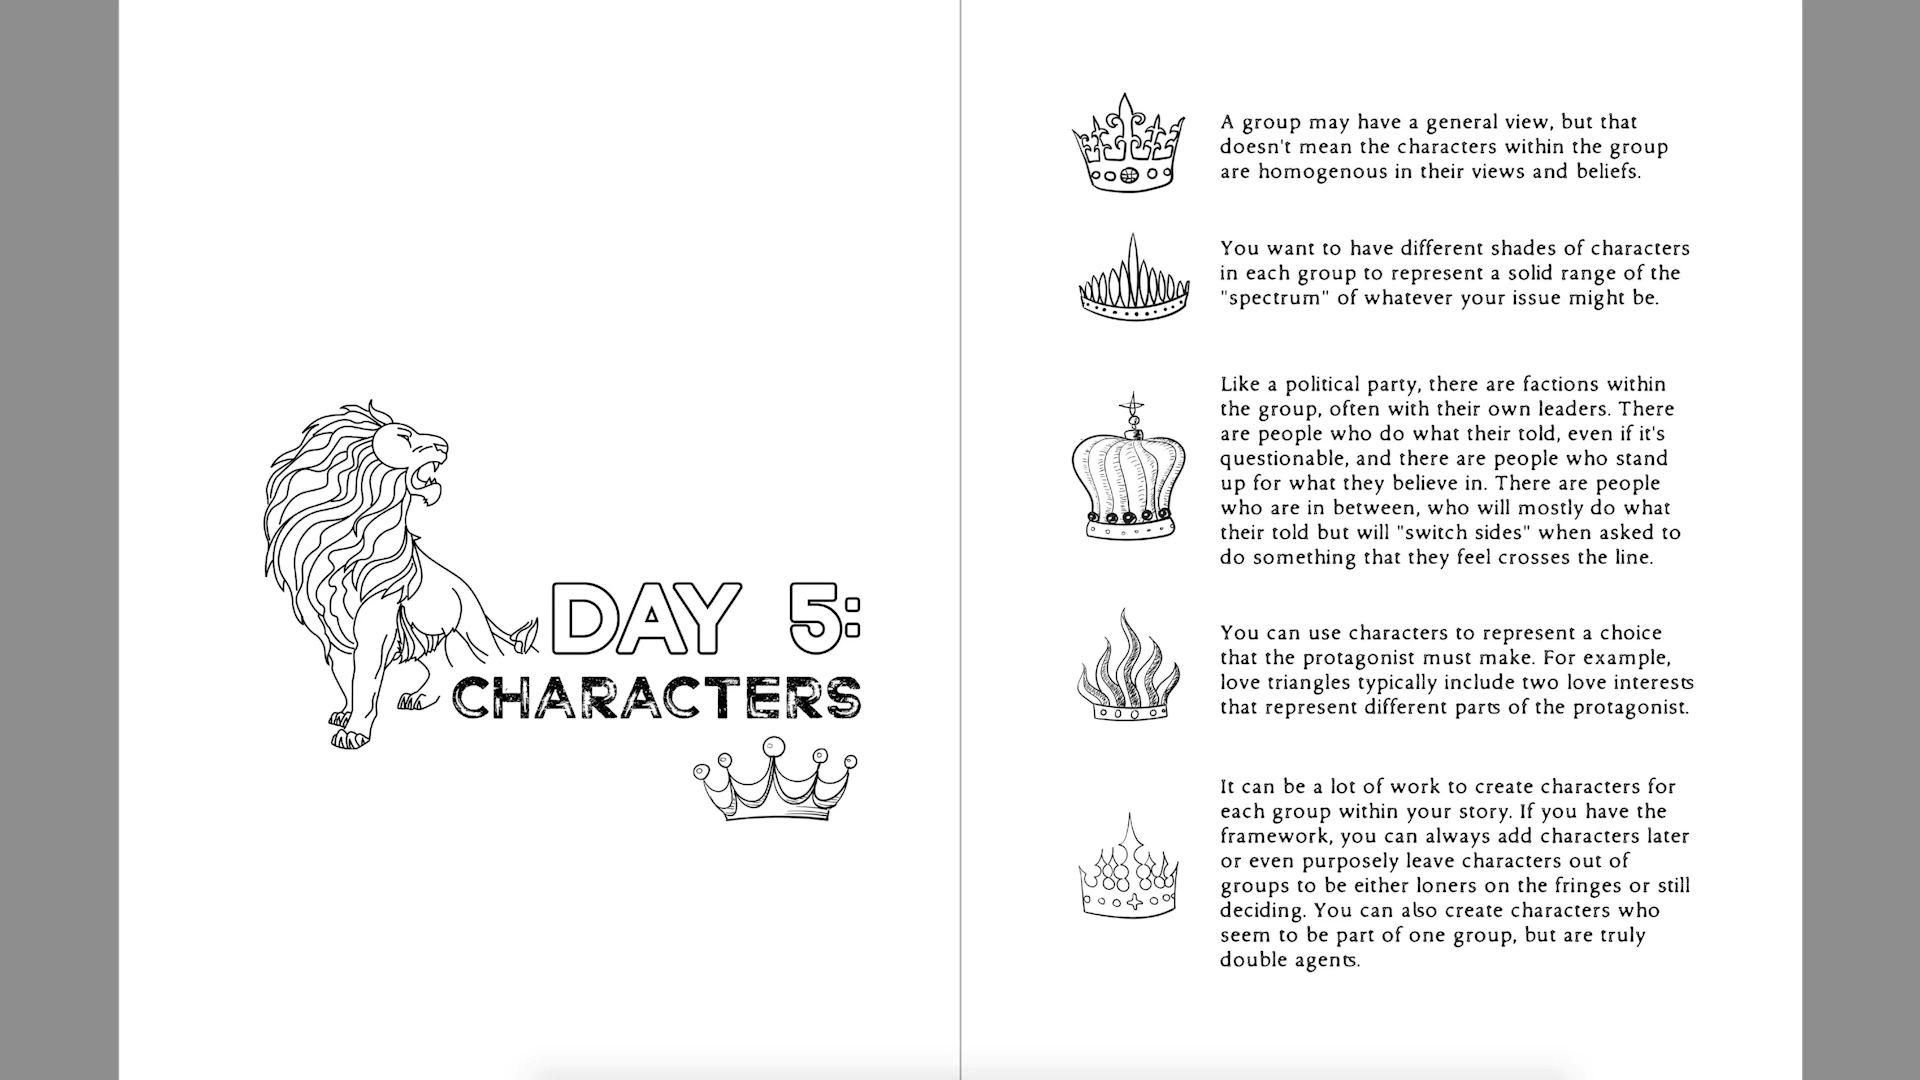 DAY 5:
CHARACTERS
A group may have a general view, but that
doesn't mean the characters within the group
are homogenous in their views and beliefs.
You want to have different shades of characters
in each group to represent a solid range of the
"spectrum" of whatever your issue might be.
Like a political party, there are factions within
the group, often with their own leaders. There
are people who do what their told, even if it's
questionable, and there are people who stand
up for what they believe in. There are people
who are in between, who will mostly do what
their told but will "switch sides" when asked to
do something that they feel crosses the line.
You can use characters to represent a choice
that the protagonist must make. For example,
love triangles typically include two love interests
that represent different parts of the protagonist.
It can be a lot of work to create characters for
each group within your story. If you have the
framework, you can always add characters later
or even purposely leave characters out of
groups to be either loners on the fringes or still
deciding. You can also create characters who
seem to be part of one group, but are truly
double agents.